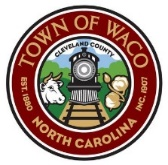 TOWN OF WACO
CLEVELAND COUNTY
EST. 1880
INC. 1907
NORTH CAROLINA